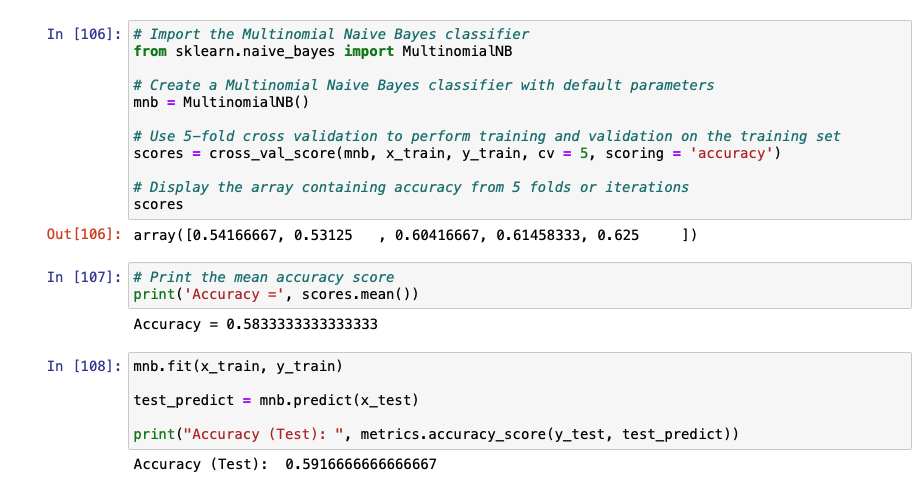 In [106]: # Import the Multinomial Naive Bayes classifier
from sklearn.naive_bayes import MultinomialNB
# Create a Multinomial Naive Bayes classifier with default parameters
mnb = MultinomialNB()
# Use 5-fold cross validation to perform training and validation on the training set
scores = cross_val_score(mnb, x_train, y_train, cv = 5, scoring = 'accuracy')
# Display the array containing accuracy from 5 folds or iterations
scores
Out[106]: array([0.54166667, 0.53125   , 0.60416667, 0.61458333, 0.625     ])
In [107]: # Print the mean accuracy score
print('Accuracy =', scores.mean())
Accuracy = 0.5833333333333333
In [108]: mnb.fit(x_train, y_train)
test_predict = mnb.predict(x_test)
print("Accuracy (Test): ", metrics.accuracy_score(y_test, test_predict))
Accuracy (Test):  0.5916666666666667